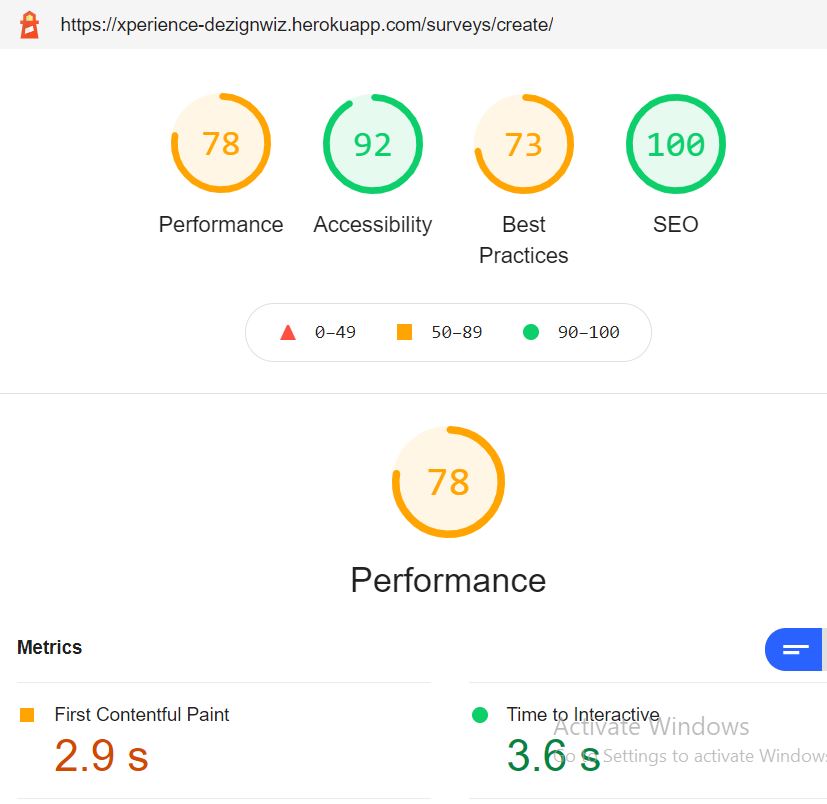 https://xperience-dezignwiz.herokuapp.com/surveys/create/
78 92 73 100
Performance Accessibility Best Practices SEO
0–49 50–89 90–100
78
Performance
Metrics
First Contentful Paint Time to Interactive
2.9 s 3.6 s
Activate Windows
Go to Settings to activate Windows